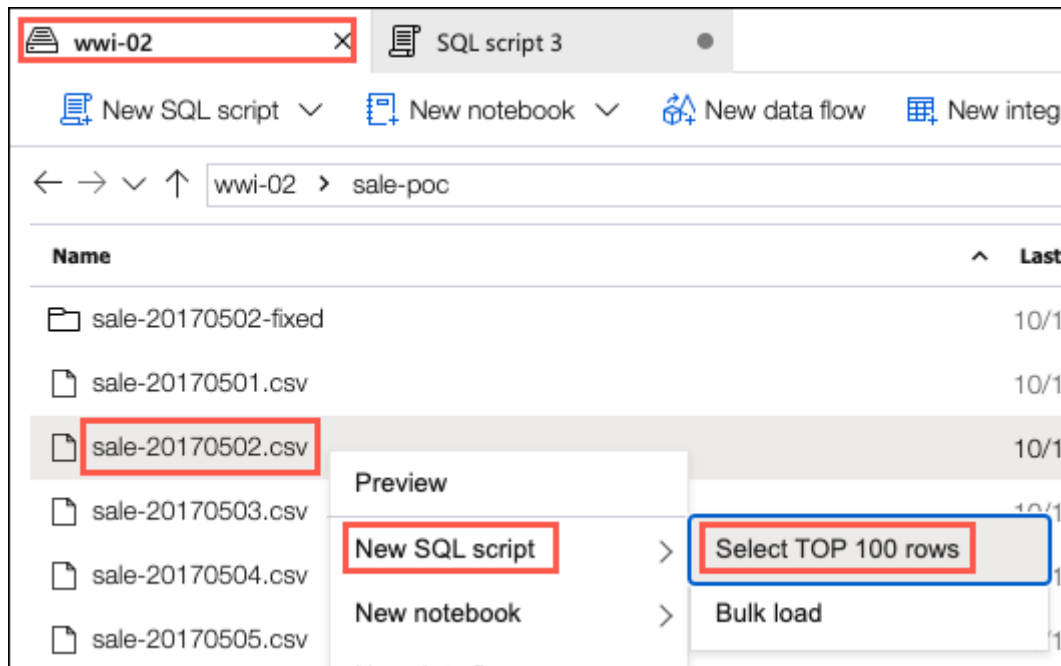 wwi-02
SQL script 3
New SQL script
New notebook
New data flow
New integ
wwi-02 > sale-poc
Name
Last
sale-20170502-fixed
10/1
sale-20170501.csv
10/1
sale-20170502.csv
10/1
Preview
sale-20170503.csv
10/1
New SQL script
Select TOP 100 rows
sale-20170504.csv
New notebook
Bulk load
sale-20170505.csv